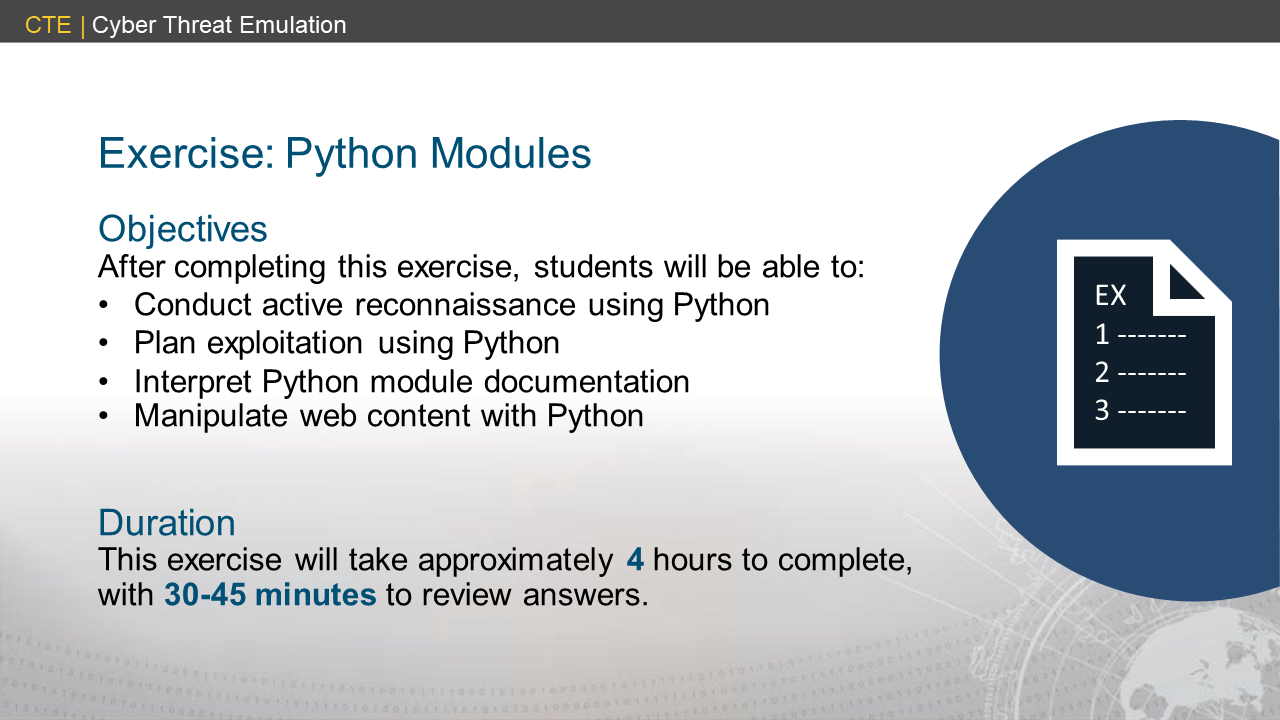 CTE | Cyber Threat Emulation
Exercise: Python Modules
Objectives
After completing this exercise, students will be able to:
• Conduct active reconnaissance using Python
• Plan exploitation using Python
• Interpret Python module documentation
• Manipulate web content with Python
Duration
This exercise will take approximately 4 hours to complete,
with 30-45 minutes to review answers.
EX
1 -------
2 -------
3 -------